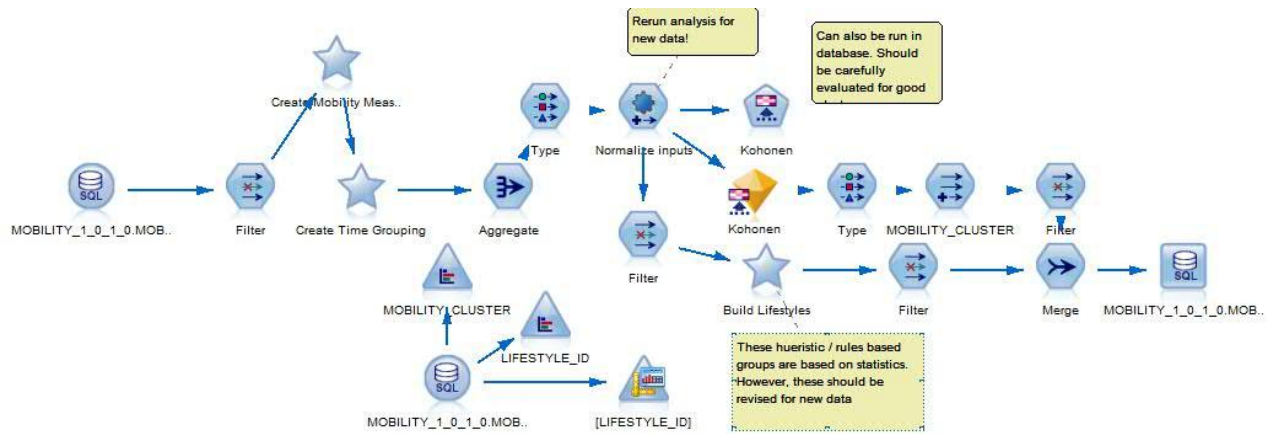 Rerun analysis for
new data!
Can also be run in
database. Should
be carefully
evaluated for good
Create Mobility Meas..
Type
Normalize inputs
Kohonen
SQL
MOBILITY_1_0_1_0.MOB..
Filter
Create Time Grouping
Aggregate
Kohonen
Type
MOBILITY_CLUSTER
Filter
Filter
Build Lifestyles
Filter
Merge
SQL
MOBILITY_1_0_1_0.MOB..
MOBILITY_CLUSTER
LIFESTYLE_ID
SQL
MOBILITY_1_0_1_0.MOB..
[LIFESTYLE_ID]
These hueristic / rules based
groups are based on statistics.
However, these should be
revised for new data